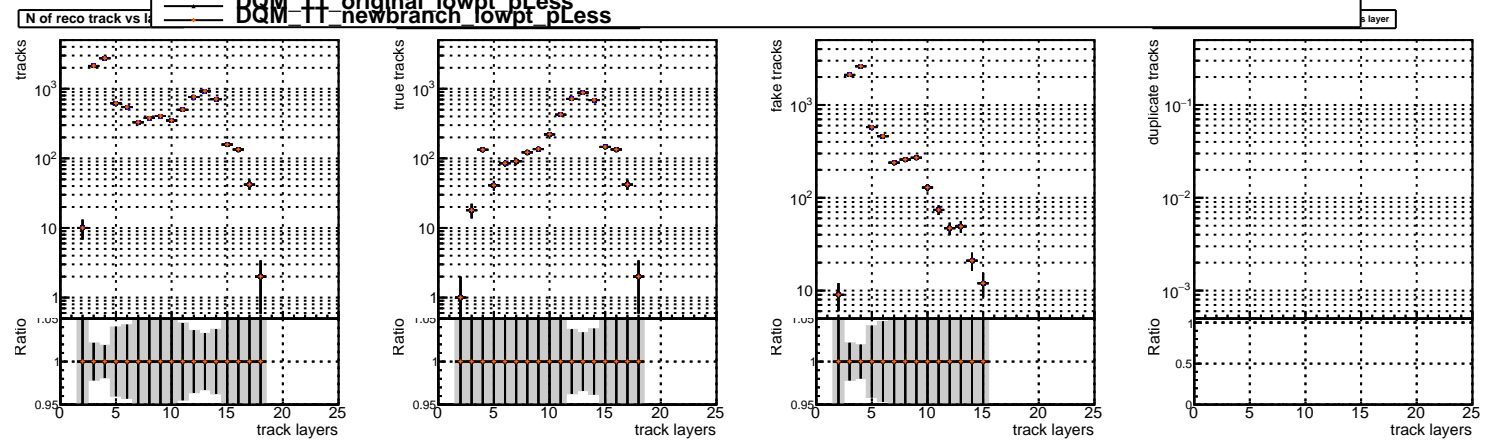 DQM_TT_original_lowpt_pLess
DQM_TT_newbranch_lowpt_pLess
N of reco track vs la
s layer
tracks
10³
10²
10
1
Ratio
1.05
1
0.95
0 5 10 15 20 25
track layers
true tracks
10³
10²
10
1
Ratio
1.05
1
0.95
0 5 10 15 20 25
track layers
fake tracks
10³
10²
10
Ratio
1.05
1
0.95
0 5 10 15 20 25
track layers
duplicate tracks
10⁻¹
10⁻²
10⁻³
Ratio
1
0.5
0
0 5 10 15 20 25
track layers